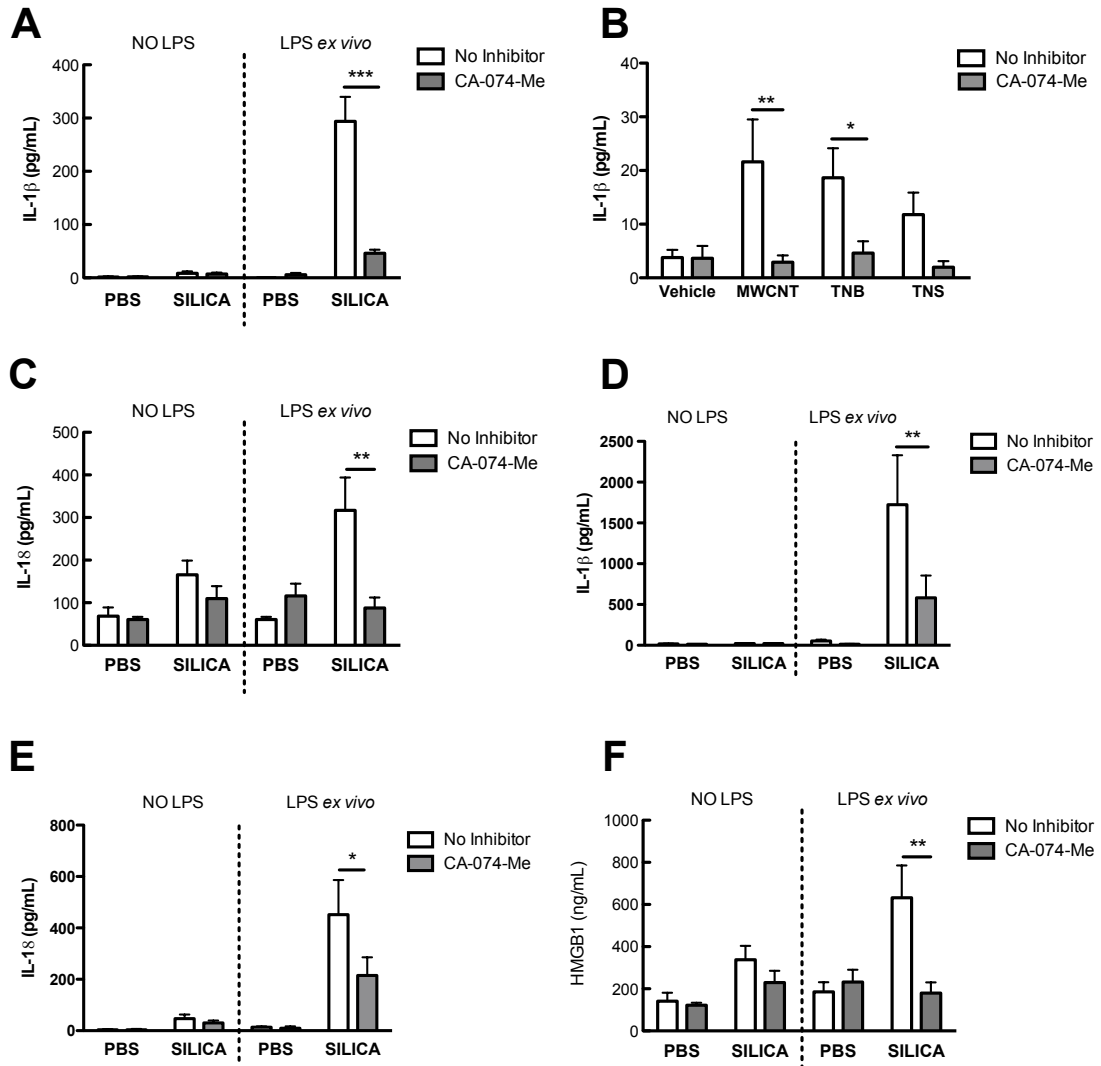 A
NO LPS
LPS ex vivo
No Inhibitor
CA-074-Me
IL-1β (pg/mL)
400
300
200
100
0
***
PBS
SILICA
PBS
SILICA
B
No Inhibitor
CA-074-Me
IL-1β (pg/mL)
40
30
20
10
0
**
*
Vehicle
MWCNT
TNB
TNS
C
NO LPS
LPS ex vivo
No Inhibitor
CA-074-Me
IL-18 (pg/mL)
500
400
300
200
100
0
**
PBS
SILICA
PBS
SILICA
D
NO LPS
LPS ex vivo
No Inhibitor
CA-074-Me
IL-1β (pg/mL)
2500
2000
1500
1000
500
0
**
PBS
SILICA
PBS
SILICA
E
NO LPS
LPS ex vivo
No Inhibitor
CA-074-Me
IL-18 (pg/mL)
800
600
400
200
0
*
PBS
SILICA
PBS
SILICA
F
NO LPS
LPS ex vivo
No Inhibitor
CA-074-Me
HMGB1 (ng/mL)
1000
800
600
400
200
0
**
PBS
SILICA
PBS
SILICA